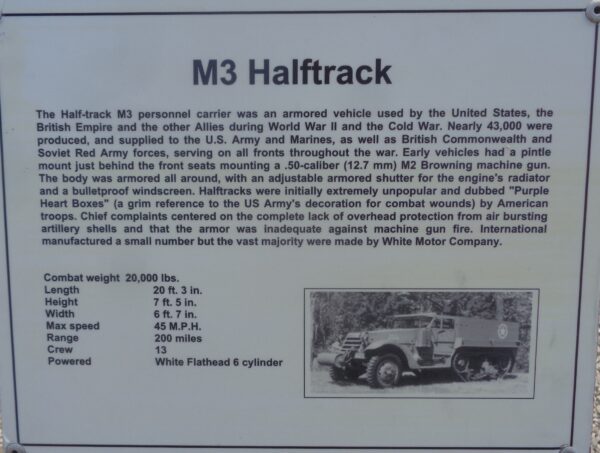 M3 Halftrack
The Half-track M3 personnel carrier was an armored vehicle used by the United States, the
British Empire and the other Allies during World War II and the Cold War. Nearly 43,000 were
produced, and supplied to the U.S. Army and Marines, as well as British Commonwealth and
Soviet Red Army forces, serving on all fronts throughout the war. Early vehicles had a pintle
mount just behind the front seats mounting a .50-caliber (12.7 mm) M2 Browning machine gun.
The body was armored all around, with an adjustable armored shutter for the engine's radiator
and a bulletproof windscreen. Halftracks were initially extremely unpopular and dubbed "Purple
Heart Boxes" (a grim reference to the US Army's decoration for combat wounds) by American
troops. Chief complaints centered on the complete lack of overhead protection from air bursting
artillery shells and that the armor was inadequate against machine gun fire. International
manufactured a small number but the vast majority were made by White Motor Company.
Combat weight 20,000 lbs.
Length 20 ft. 3 in.
Height 7 ft. 5 in.
Width 6 ft. 7 in.
Max speed 45 M.P.H.
Range 200 miles
Crew 13
Powered White Flathead 6 cylinder